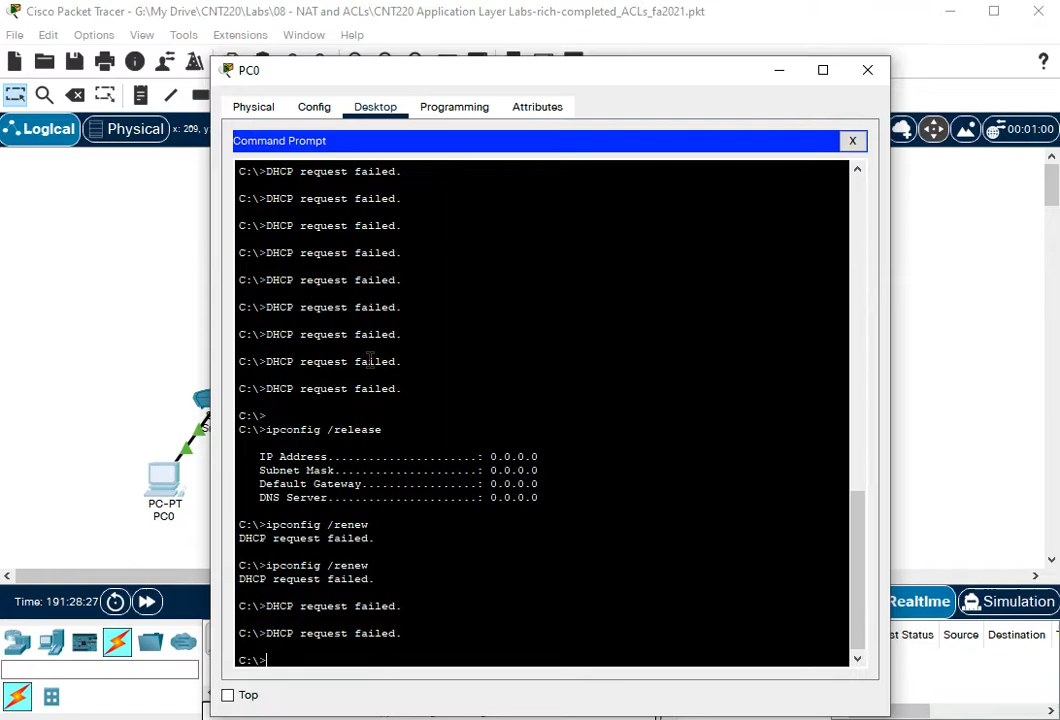 Cisco Packet Tracer - G:\My Drive\CNT220\Labs\08 - NAT and ACLs\CNT220 Application Layer Labs-rich-completed_ACLs_fa2021.pkt
File Edit Options View Tools Extensions Window Help
PC0
Logical Physical x: 209, y: 00:01:00
Physical Config Desktop Programming Attributes
Command Prompt X
C:\>DHCP request failed.
C:\>DHCP request failed.
C:\>DHCP request failed.
C:\>DHCP request failed.
C:\>DHCP request failed.
C:\>DHCP request failed.
C:\>DHCP request failed.
C:\>DHCP request failed.
C:\>DHCP request failed.
C:\>
C:\>ipconfig /release
IP Address......................: 0.0.0.0
Subnet Mask.....................: 0.0.0.0
Default Gateway.................: 0.0.0.0
DNS Server......................: 0.0.0.0
C:\>ipconfig /renew
DHCP request failed.
C:\>ipconfig /renew
DHCP request failed.
C:\>DHCP request failed.
C:\>DHCP request failed.
C:\>
PC-PT
PC0
Time: 191:28:27
Realtime Simulation
Status Source Destination
Top